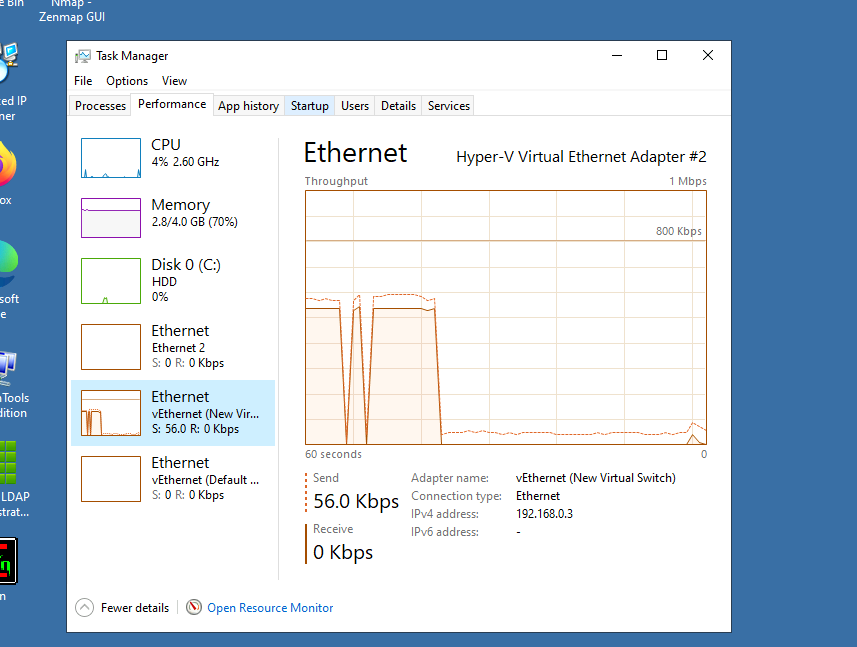 e Bin
Nmap -
Zenmap GUI
ed IP
ner
ox
soft
e
Tools
dition
LDAP
strat...
n
Task Manager
File Options View
Processes Performance App history Startup Users Details Services
CPU
4% 2.60 GHz
Memory
2.8/4.0 GB (70%)
Disk 0 (C:)
HDD
0%
Ethernet
Ethernet 2
S: 0 R: 0 Kbps
Ethernet
vEthernet (New Vir...
S: 56.0 R: 0 Kbps
Ethernet
vEthernet (Default ...
S: 0 R: 0 Kbps
Ethernet
Hyper-V Virtual Ethernet Adapter #2
Throughput
1 Mbps
800 Kbps
60 seconds
0
Send
56.0 Kbps
Receive
0 Kbps
Adapter name: vEthernet (New Virtual Switch)
Connection type: Ethernet
IPv4 address: 192.168.0.3
IPv6 address: -
Fewer details
Open Resource Monitor